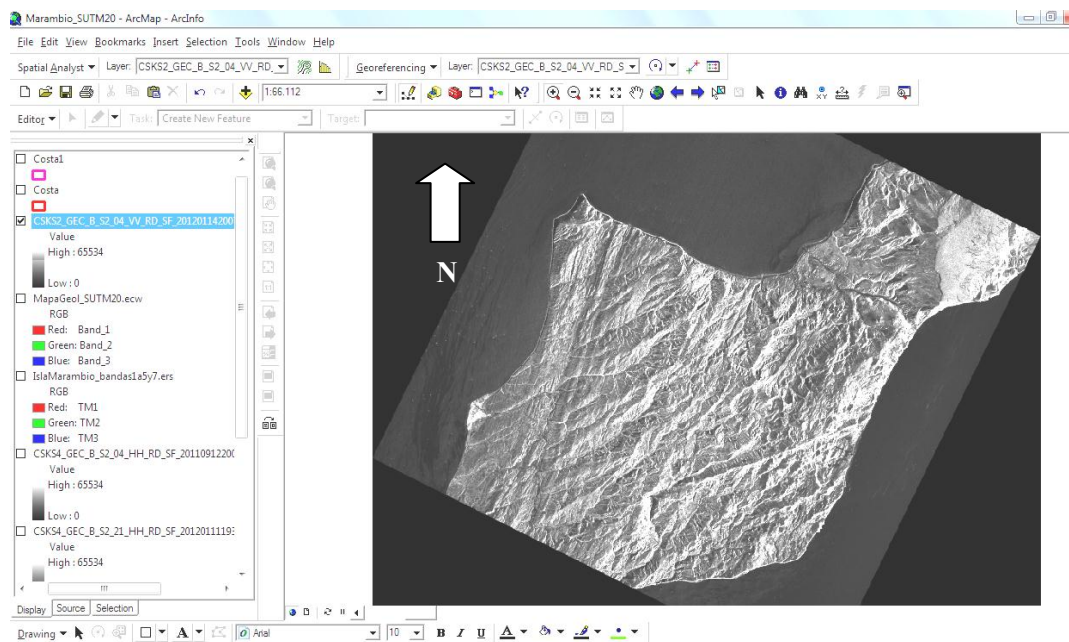 Marambio_SUTM20 - ArcMap - ArcInfo
File Edit View Bookmarks Insert Selection Tools Window Help
Spatial Analyst Layer: CSKS2_GEC_B_S2_04_VV_RD_ Georeferencing Layer: CSKS2_GEC_B_S2_04_VV_RD_S
1:66.112
Editor Task: Create New Feature Target:
Costa1
Costa
CSKS2_GEC_B_S2_04_VV_RD_SF_20120114200
Value
High : 65534
Low : 0
MapaGeol_SUTM20.ecw
RGB
Red: Band_1
Green: Band_2
Blue: Band_3
IslaMarambio_bandas1a5y7.ers
RGB
Red: TM1
Green: TM2
Blue: TM3
CSKS4_GEC_B_S2_04_HH_RD_SF_2011091220(
Value
High : 65534
Low : 0
CSKS4_GEC_B_S2_21_HH_RD_SF_2012011119
Value
High : 65534
N
Display Source Selection
Drawing A Arial 10 B I U A